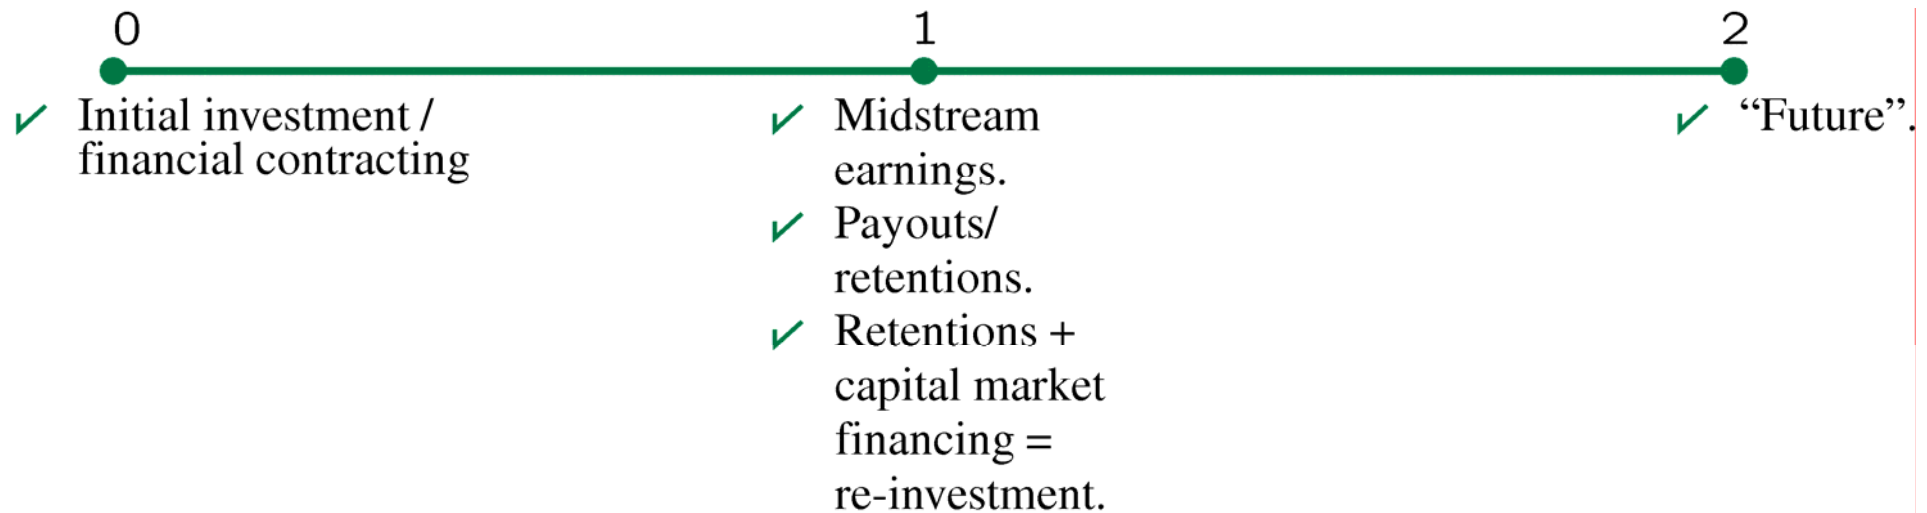 0
1
2
✓ Initial investment /
financial contracting
✓ Midstream
earnings.
✓ Payouts/
retentions.
✓ Retentions +
capital market
financing =
re-investment.
✓ “Future”.